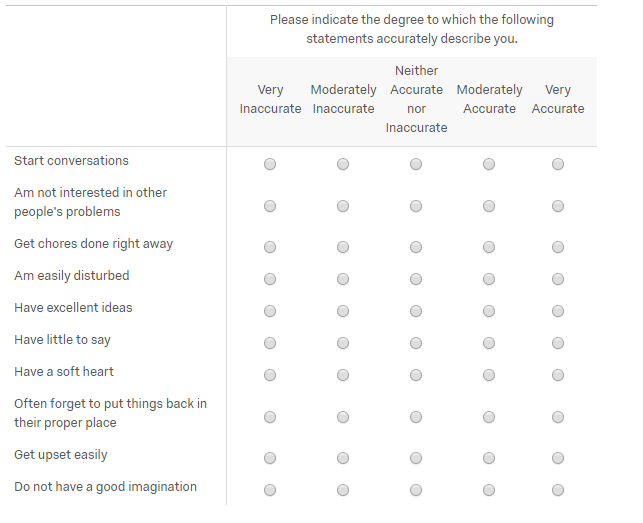 Please indicate the degree to which the following
statements accurately describe you.
Very
Inaccurate
Moderately
Inaccurate
Neither
Accurate
nor
Inaccurate
Moderately
Accurate
Very
Accurate
Start conversations
Am not interested in other
people's problems
Get chores done right away
Am easily disturbed
Have excellent ideas
Have little to say
Have a soft heart
Often forget to put things back in
their proper place
Get upset easily
Do not have a good imagination